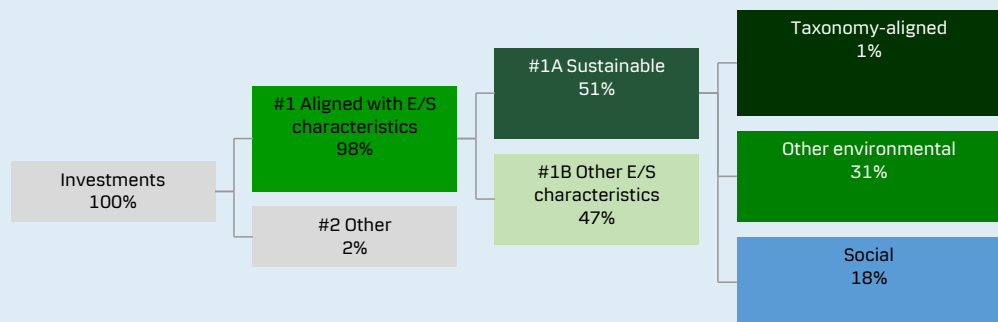 Investments
100%
#1 Aligned with E/S
characteristics
98%
#2 Other
2%
#1A Sustainable
51%
#1B Other E/S
characteristics
47%
Taxonomy-aligned
1%
Other environmental
31%
Social
18%